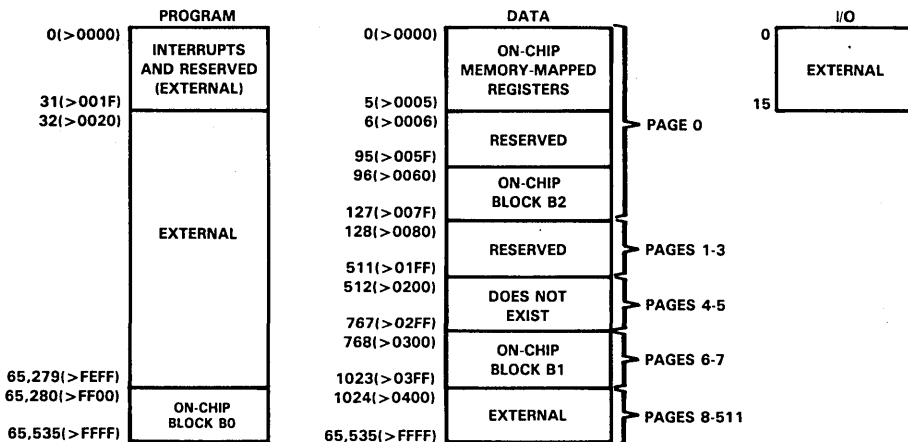 PROGRAM
0(>0000)
INTERRUPTS
AND RESERVED
(EXTERNAL)
31(>001F)
32(>0020)
EXTERNAL
65,279(>FEFF)
65,280(>FF00)
ON-CHIP
BLOCK B0
65,535(>FFFF)
DATA
0(>0000)
ON-CHIP
MEMORY-MAPPED
REGISTERS
5(>0005)
6(>0006)
RESERVED
95(>005F)
96(>0060)
ON-CHIP
BLOCK B2
127(>007F)
PAGE 0
128(>0080)
RESERVED
511(>01FF)
PAGES 1-3
512(>0200)
DOES NOT
EXIST
767(>02FF)
PAGES 4-5
768(>0300)
ON-CHIP
BLOCK B1
1023(>03FF)
PAGES 6-7
1024(>0400)
EXTERNAL
65,535(>FFFF)
PAGES 8-511
I/O
0
EXTERNAL
15